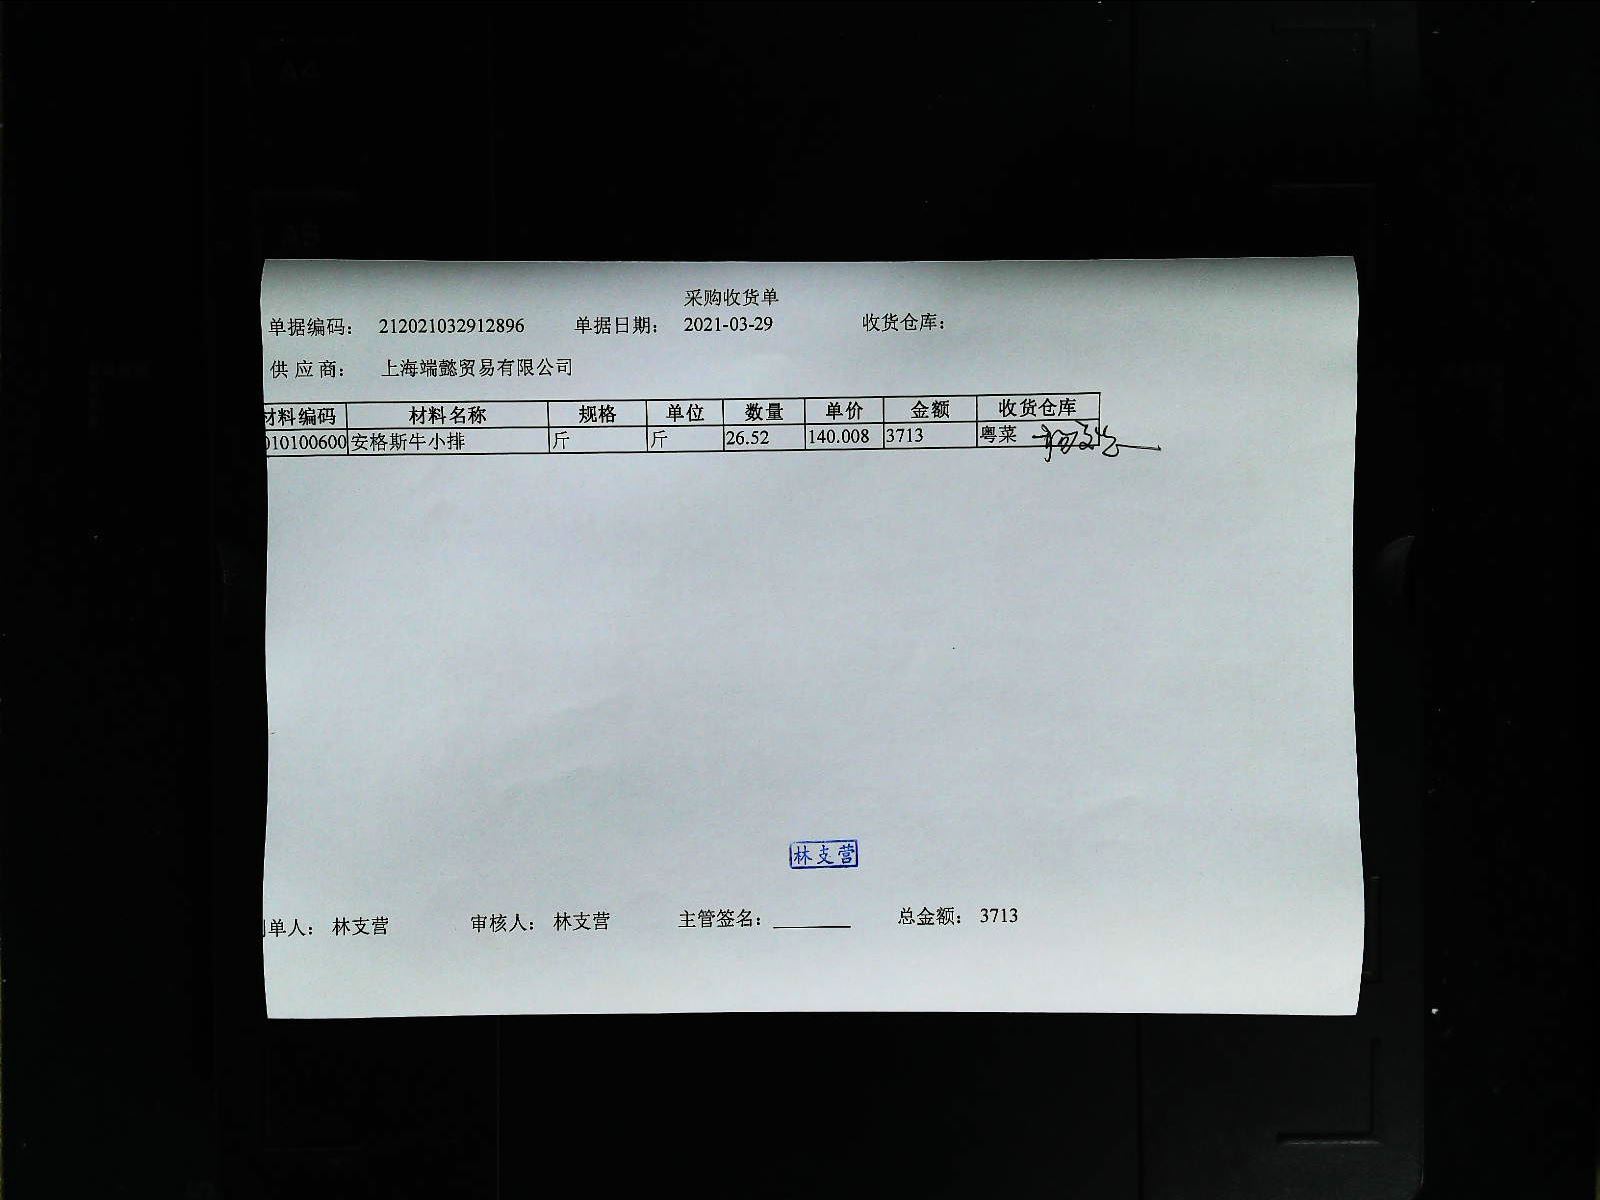 采购收货单
单据编码： 212021032912896 单据日期： 2021-03-29 收货仓库：
供应商： 上海端懿贸易有限公司
材料编码 材料名称 规格 单位 数量 单价 金额 收货仓库
010100600 安格斯牛小排 斤 斤 26.52 140.008 3713 粤菜
林支营
制单人： 林支营 审核人： 林支营 主管签名： 总金额： 3713